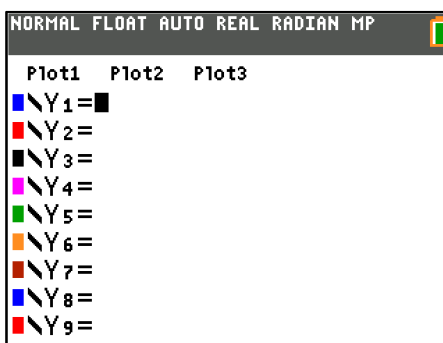 NORMAL FLOAT AUTO REAL RADIAN MP
Plot1 Plot2 Plot3
\Y1=
\Y2=
\Y3=
\Y4=
\Y5=
\Y6=
\Y7=
\Y8=
\Y9=